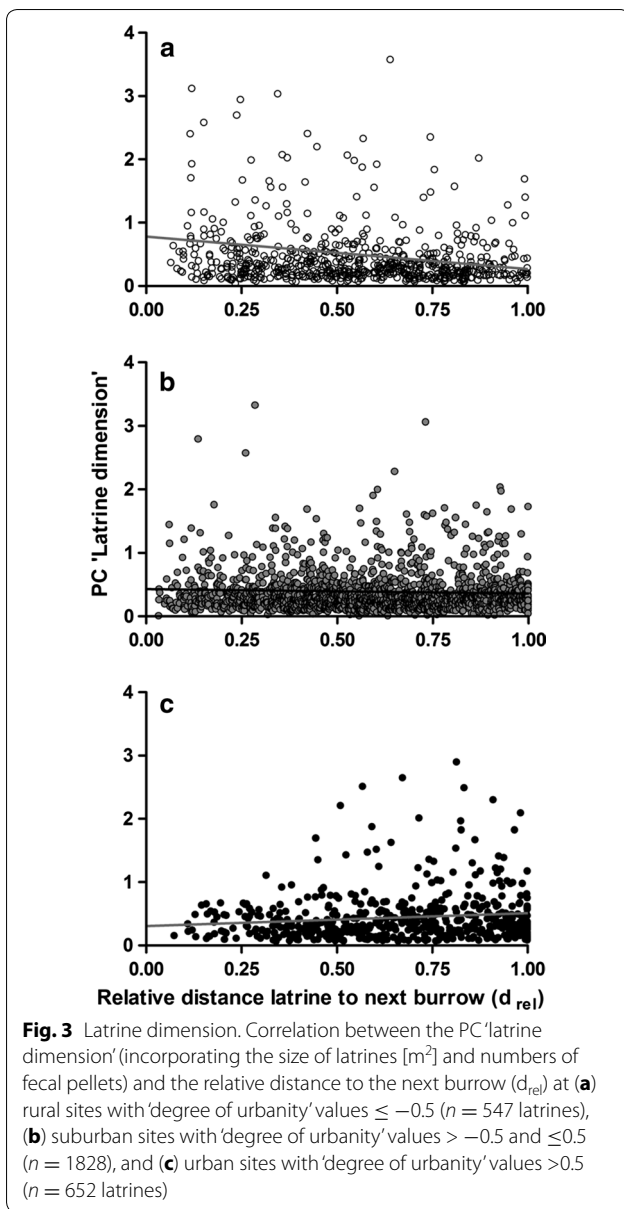 a
4
3
2
1
0
0.00 0.25 0.50 0.75 1.00
b
4
3
2
1
0
0.00 0.25 0.50 0.75 1.00
PC 'Latrine dimension'
c
4
3
2
1
0
0.00 0.25 0.50 0.75 1.00
Relative distance latrine to next burrow (d rel)
Fig. 3 Latrine dimension. Correlation between the PC 'latrine
dimension' (incorporating the size of latrines [m²] and numbers of
fecal pellets) and the relative distance to the next burrow (drel) at (a)
rural sites with 'degree of urbanity' values ≤ −0.5 (n = 547 latrines),
(b) suburban sites with 'degree of urbanity' values > −0.5 and ≤0.5
(n = 1828), and (c) urban sites with 'degree of urbanity' values >0.5
(n = 652 latrines)